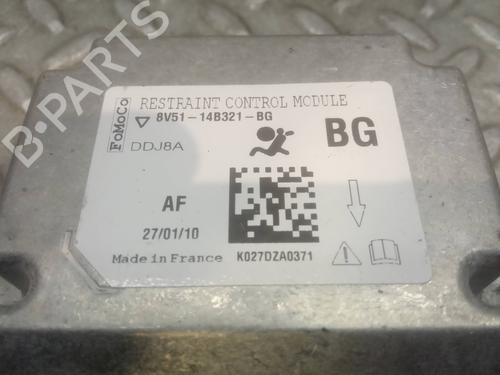 B-PARTS
FoMoCo
RESTRAINT CONTROL MODULE
8V51-14B321-BG
DDJ8A
BG
AF
27/01/10
K027DZA0371
Made in France